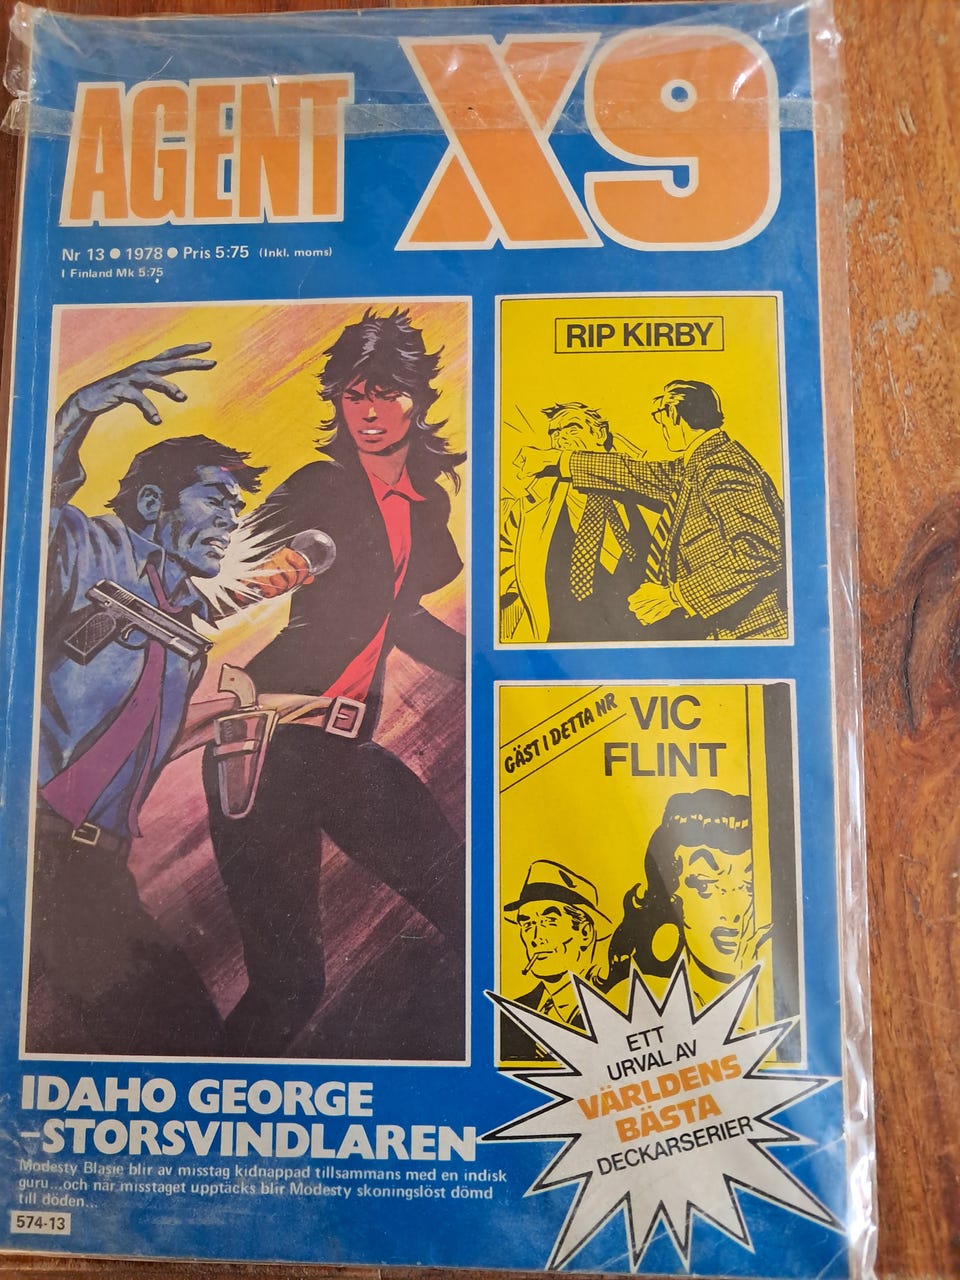 AGENT X9
Nr 13 ● 1978 ● Pris 5:75 (Inkl. moms)
I Finland Mk 5:75
RIP KIRBY
GÄST I DETTA NR
VIC
FLINT
ETT
URVAL AV
VÄRLDENS
BÄSTA
DECKARSERIER
IDAHO GEORGE
–STORSVINDLAREN
Modesty Blasie blir av misstag kidnappad tillsammans med en indisk
guru...och när misstaget upptäcks blir Modesty skoningslöst dömd
till döden...
574-13